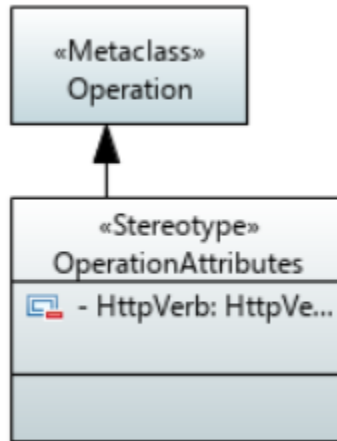 «Metaclass»
Operation
«Stereotype»
OperationAttributes
- HttpVerb: HttpVe...